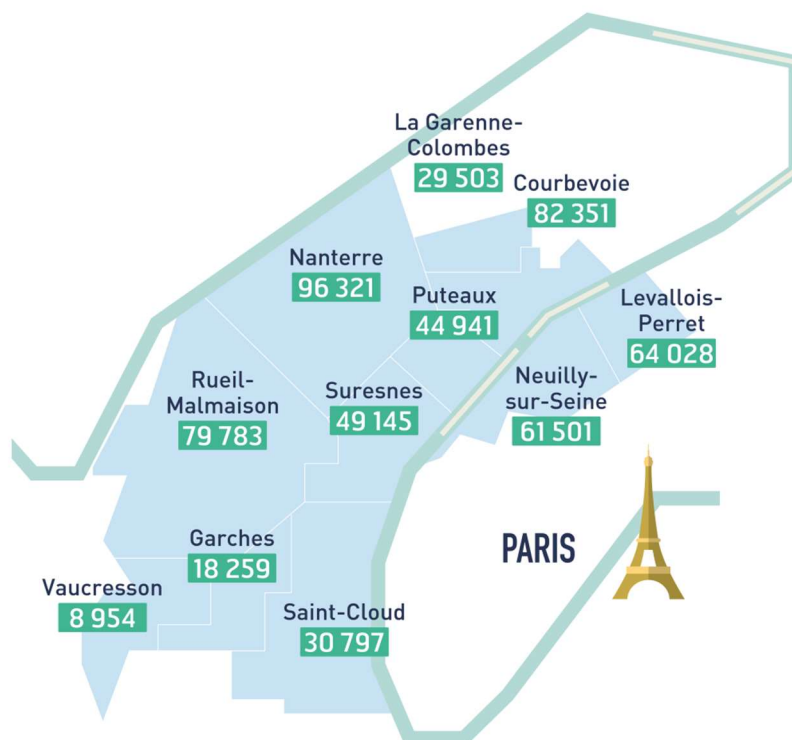 La Garenne-
Colombes
29 503
Courbevoie
82 351
Nanterre
96 321
Puteaux
44 941
Levallois-
Perret
64 028
Rueil-
Malmaison
79 783
Suresnes
49 145
Neuilly-
sur-Seine
61 501
Garches
18 259
PARIS
Vaucresson
8 954
Saint-Cloud
30 797